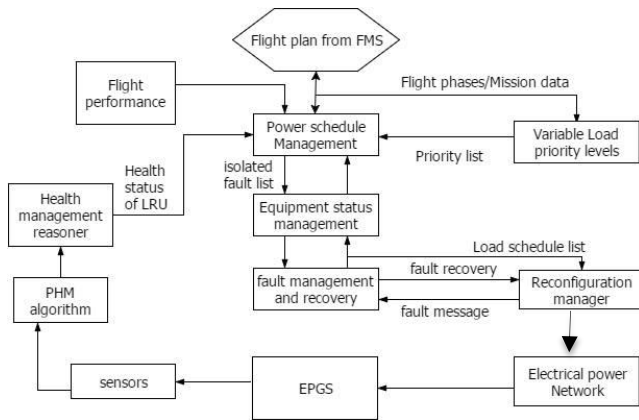 Flight plan from FMS
Flight
performance
Flight phases/Mission data
Power schedule
Management
Variable Load
priority levels
Priority list
Health
status
of LRU
isolated
fault list
Health
management
reasoner
Equipment status
management
Load schedule list
fault management
and recovery
fault recovery
fault message
Reconfiguration
manager
PHM
algorithm
sensors
EPGS
Electrical power
Network